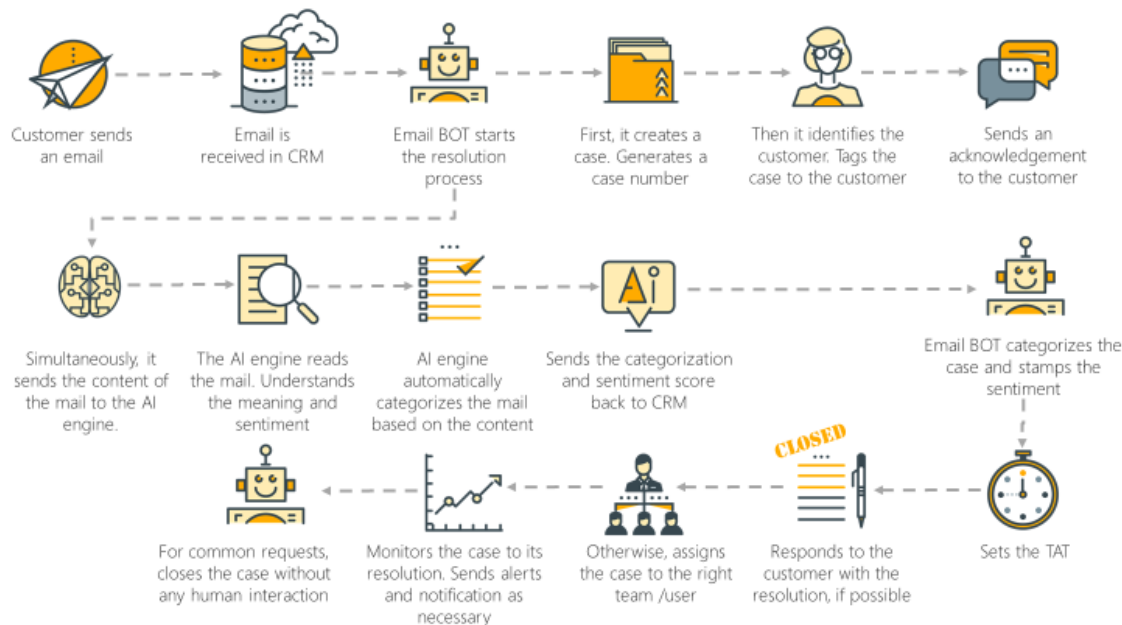 Customer sends
an email
Email is
received in CRM
Email BOT starts
the resolution
process
First, it creates a
case. Generates a
case number
Then it identifies the
customer. Tags the
case to the customer
Sends an
acknowledgement
to the customer
Simultaneously, it
sends the content of
the mail to the AI
engine.
The AI engine reads
the mail. Understands
the meaning and
sentiment
AI engine
automatically
categorizes the mail
based on the content
Ai
Sends the categorization
and sentiment score
back to CRM
Email BOT categorizes the
case and stamps the
sentiment
Sets the TAT
CLOSED
Responds to the
customer with the
resolution, if possible
Otherwise, assigns
the case to the right
team /user
Monitors the case to its
resolution. Sends alerts
and notification as
necessary
For common requests,
closes the case without
any human interaction